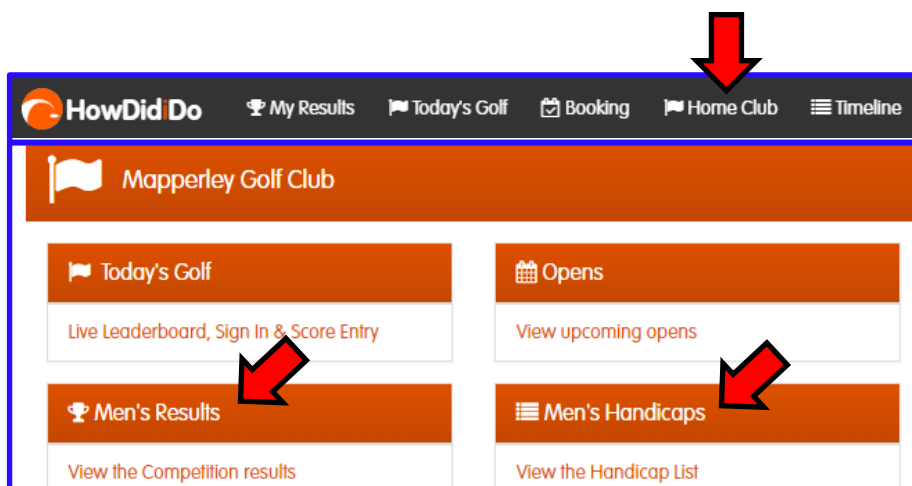 HowDidiDo My Results Today's Golf Booking Home Club Timeline
Mapperley Golf Club
Today's Golf
Live Leaderboard, Sign In & Score Entry
Opens
View upcoming opens
Men's Results
View the Competition results
Men's Handicaps
View the Handicap List